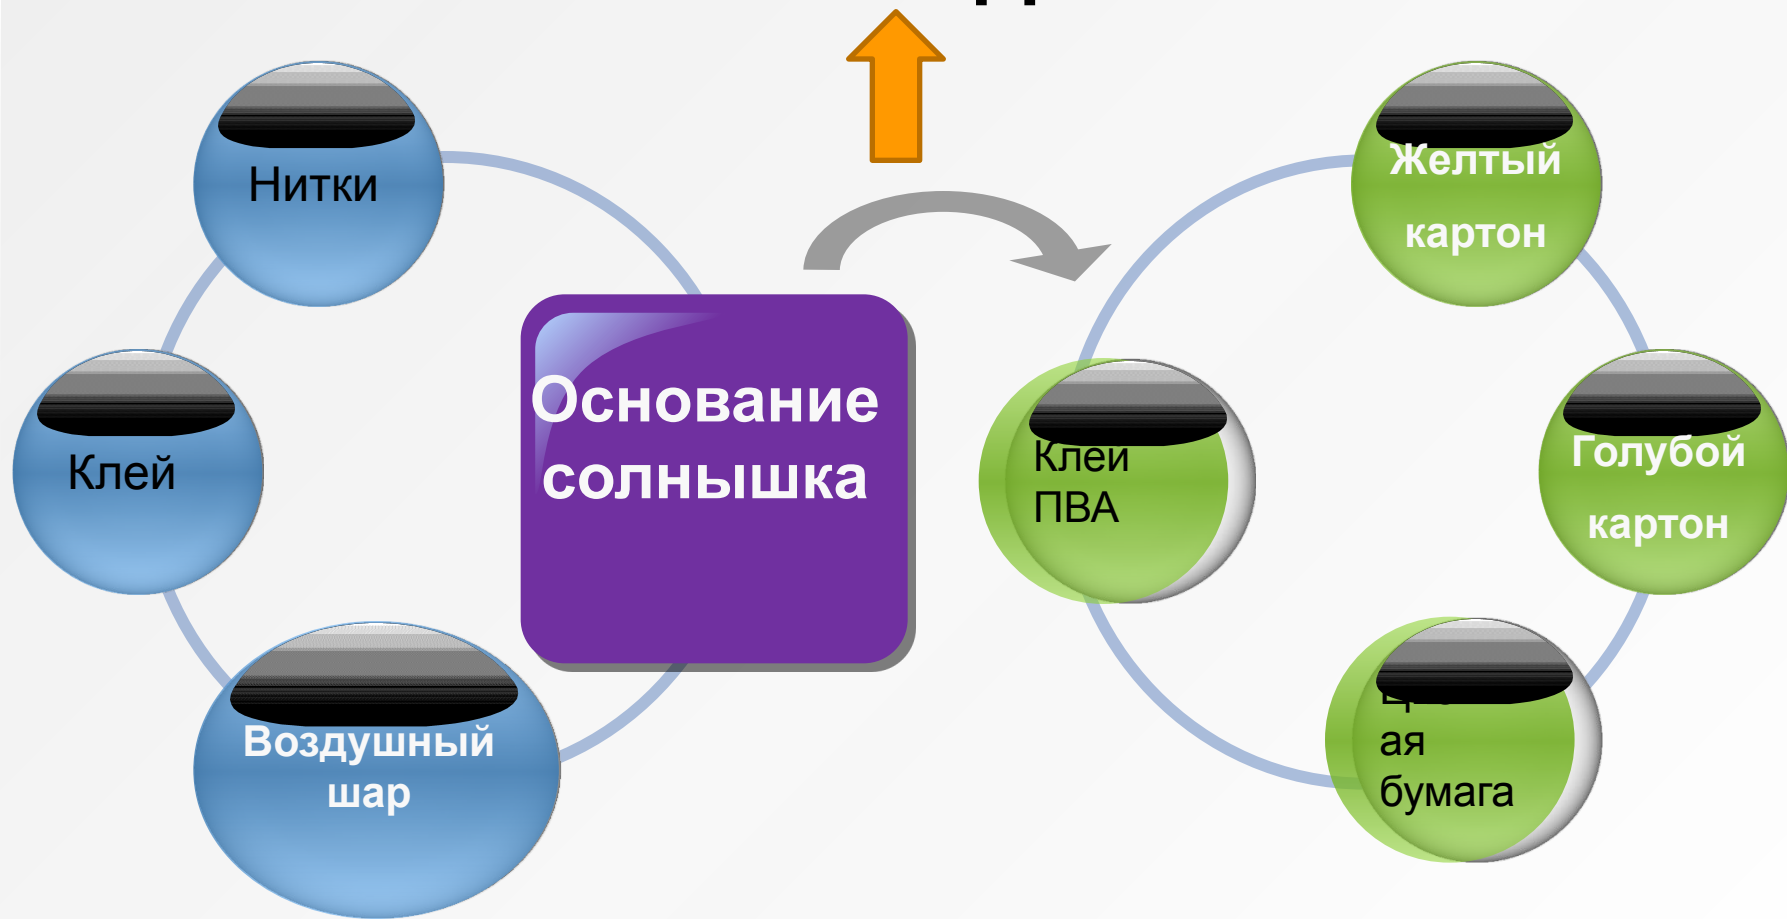 Нитки
Клей
Воздушный
шар
Основание
солнышка
Желтый
картон
Клей
ПВА
Голубой
картон
ая
бумага